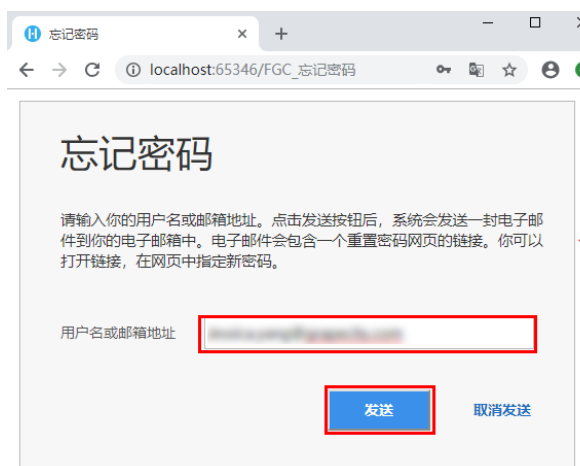 忘记密码
localhost:65346/FGC_忘记密码
忘记密码
请输入你的用户名或邮箱地址。点击发送按钮后，系统会发送一封电子邮
件到你的电子邮箱中。电子邮件会包含一个重置密码网页的链接。你可以
打开链接，在网页中指定新密码。
用户名或邮箱地址
发送 取消发送